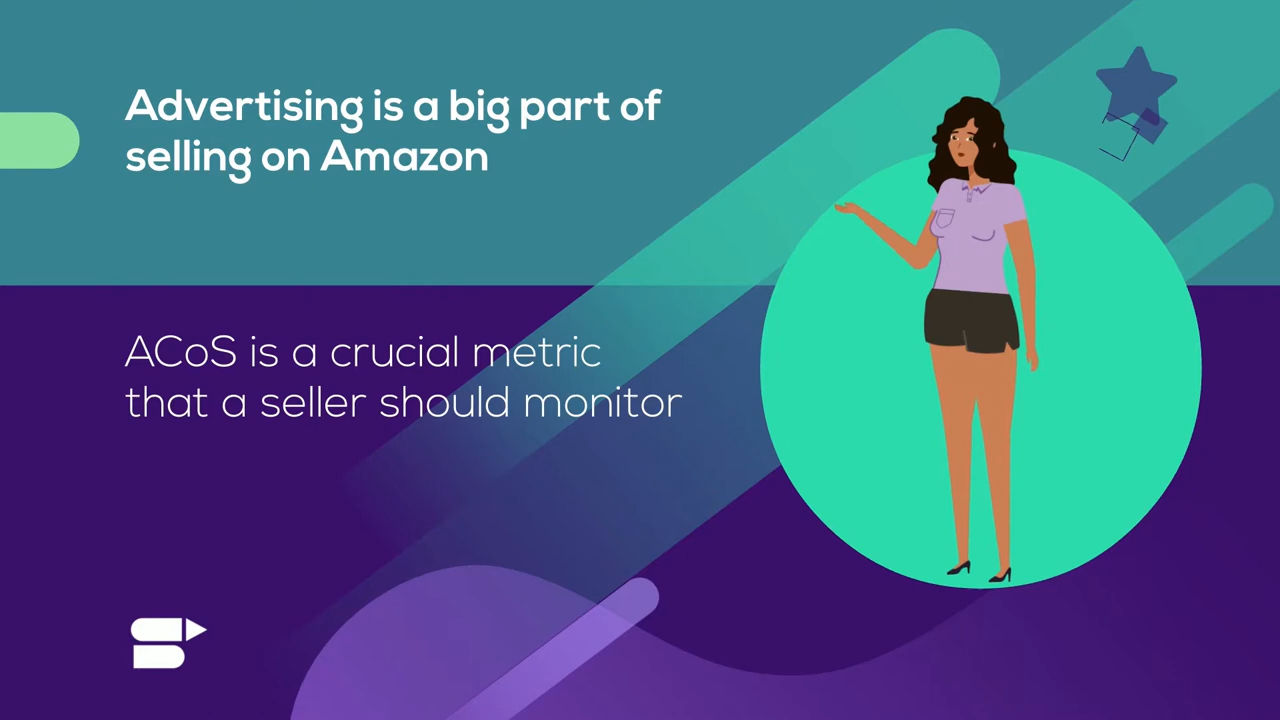 Advertising is a big part of
selling on Amazon
ACoS is a crucial metric
that a seller should monitor